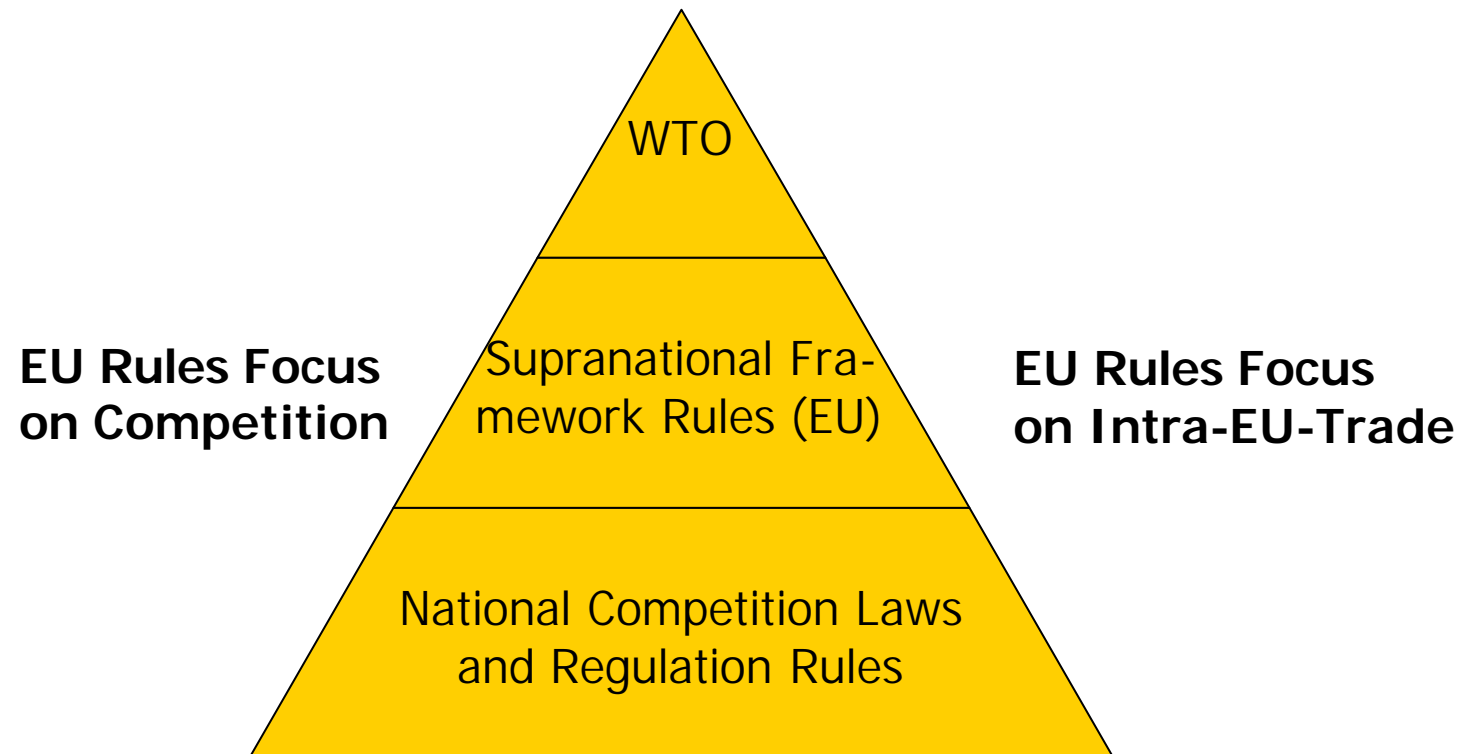 WTO
EU Rules Focus
on Competition
Supranational Fra-
mework Rules (EU)
EU Rules Focus
on Intra-EU-Trade
National Competition Laws
and Regulation Rules